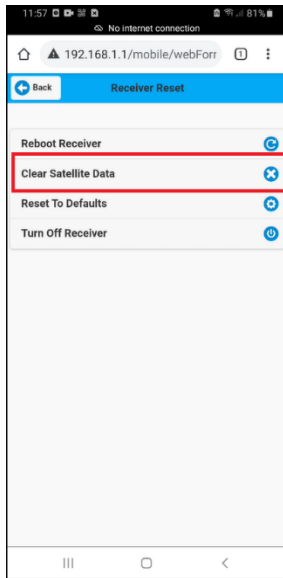 11:57
81%
No internet connection
192.168.1.1/mobile/webForr
1
Back
Receiver Reset
Reboot Receiver
Clear Satellite Data
Reset To Defaults
Turn Off Receiver